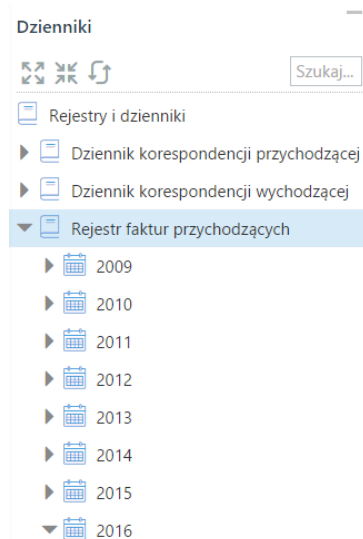 Dzienniki
Szukaj...
Rejestry i dzienniki
Dziennik korespondencji przychodzącej
Dziennik korespondencji wychodzącej
Rejestr faktur przychodzących
2009
2010
2011
2012
2013
2014
2015
2016